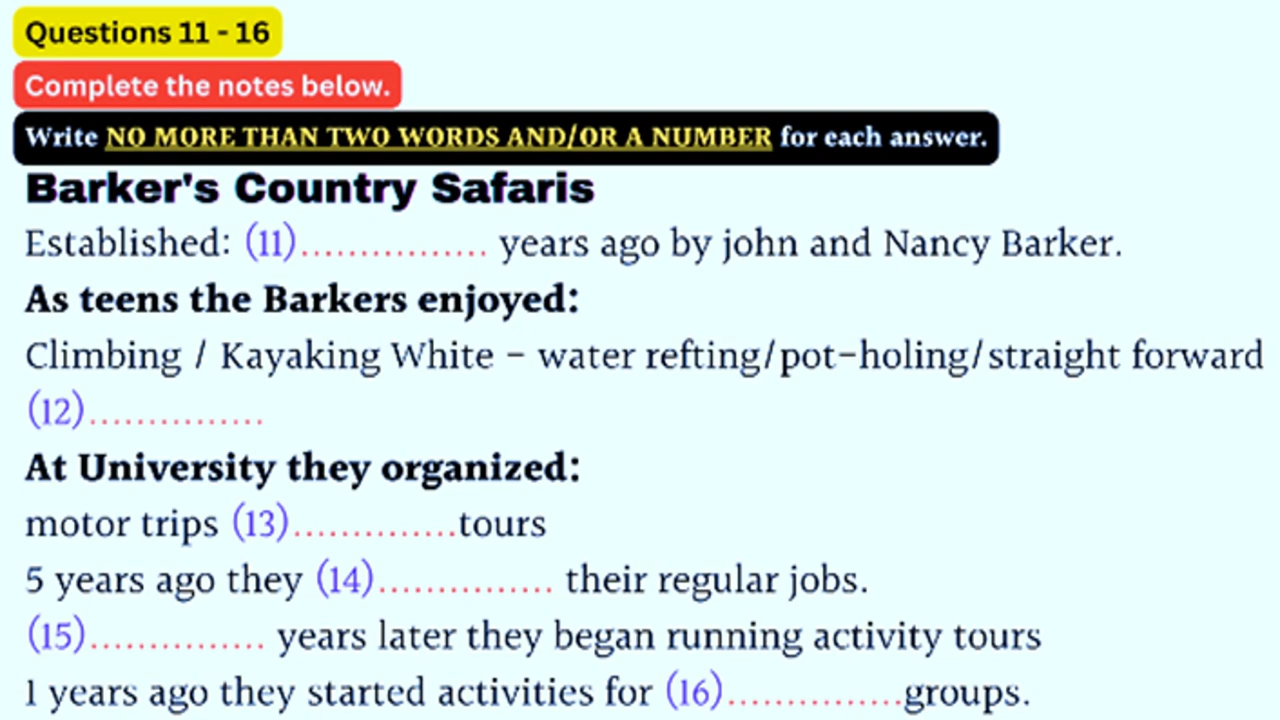 Questions 11 - 16
Complete the notes below.
Write NO MORE THAN TWO WORDS AND/OR A NUMBER for each answer.
Barker's Country Safaris
Established: (11)................ years ago by john and Nancy Barker.
As teens the Barkers enjoyed:
Climbing / Kayaking White - water refting/pot-holing/straight forward
(12)...............
At University they organized:
motor trips (13)..............tours
5 years ago they (14)............... their regular jobs.
(15)............... years later they began running activity tours
1 years ago they started activities for (16)...............groups.